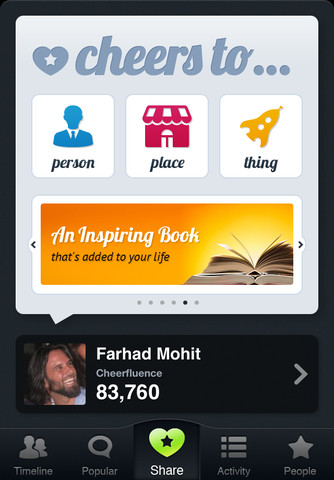 cheers to...
person
place
thing
An Inspiring Book
that's added to your life
Farhad Mohit
Cheerfluence
83,760
Timeline
Popular
Share
Activity
People